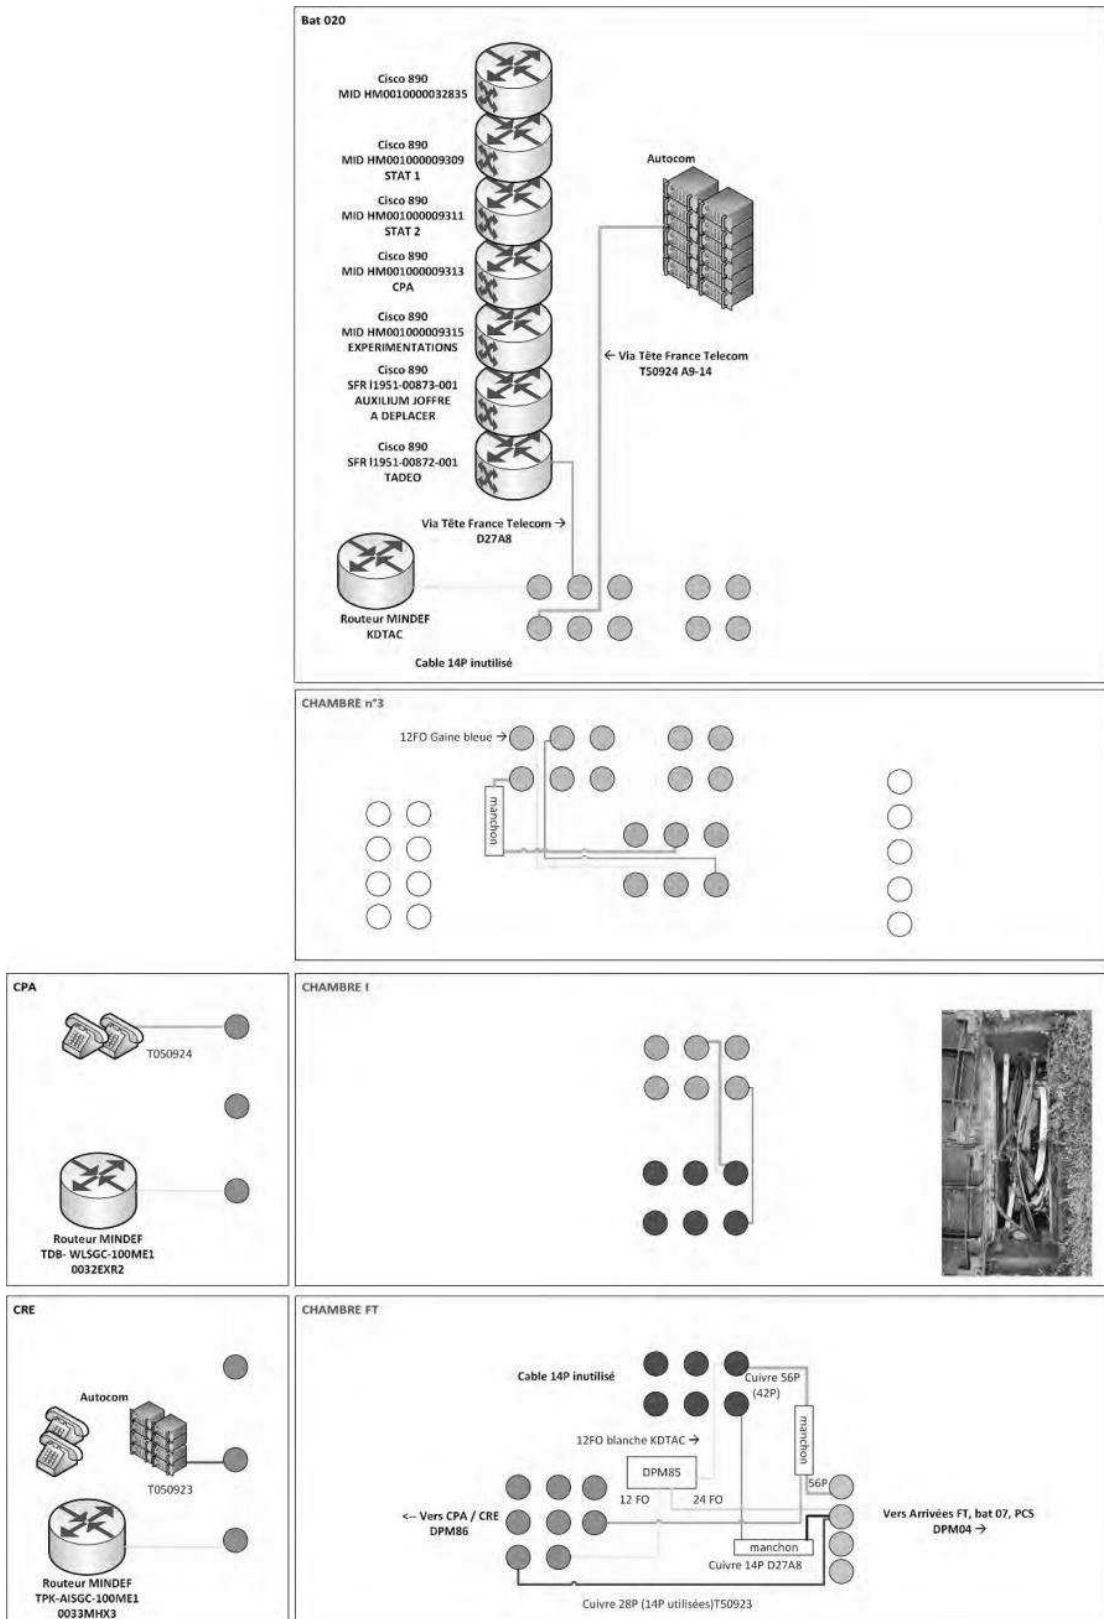 Bat 020
Cisco 890
MID HM0010000032835
Cisco 890
MID HM001000009309
STAT 1
Cisco 890
MID HM001000009311
STAT 2
Cisco 890
MID HM001000009313
CPA
Cisco 890
MID HM001000009315
EXPERIMENTATIONS
Cisco 890
SFR I1951-00873-001
AUXILIUM JOFFRE
A DEPLACER
Cisco 890
SFR I1951-00872-001
TADEO
Autocom
← Via Tête France Telecom
T50924 A9-14
Via Tête France Telecom →
D27A8
Routeur MINDEF
KDTAC
Cable 14P inutilisé
CHAMBRE n°3
12FO Gaine bleue →
manchon
CPA
T050924
Routeur MINDEF
TDB- WLSGC-100ME1
0032EXR2
CHAMBRE I
CRE
Autocom
T050923
Routeur MINDEF
TPK-AISGC-100ME1
0033MHX3
CHAMBRE FT
Cable 14P inutilisé
Cuivre 56P
(42P)
manchon
12FO blanche KDTAC →
DPM85
56P
12 FO
24 FO
<-- Vers CPA / CRE
DPM86
Vers Arrivées FT, bat 07, PCS
DPM04 →
manchon
Cuivre 14P D27A8
Cuivre 28P (14P utilisées)T50923